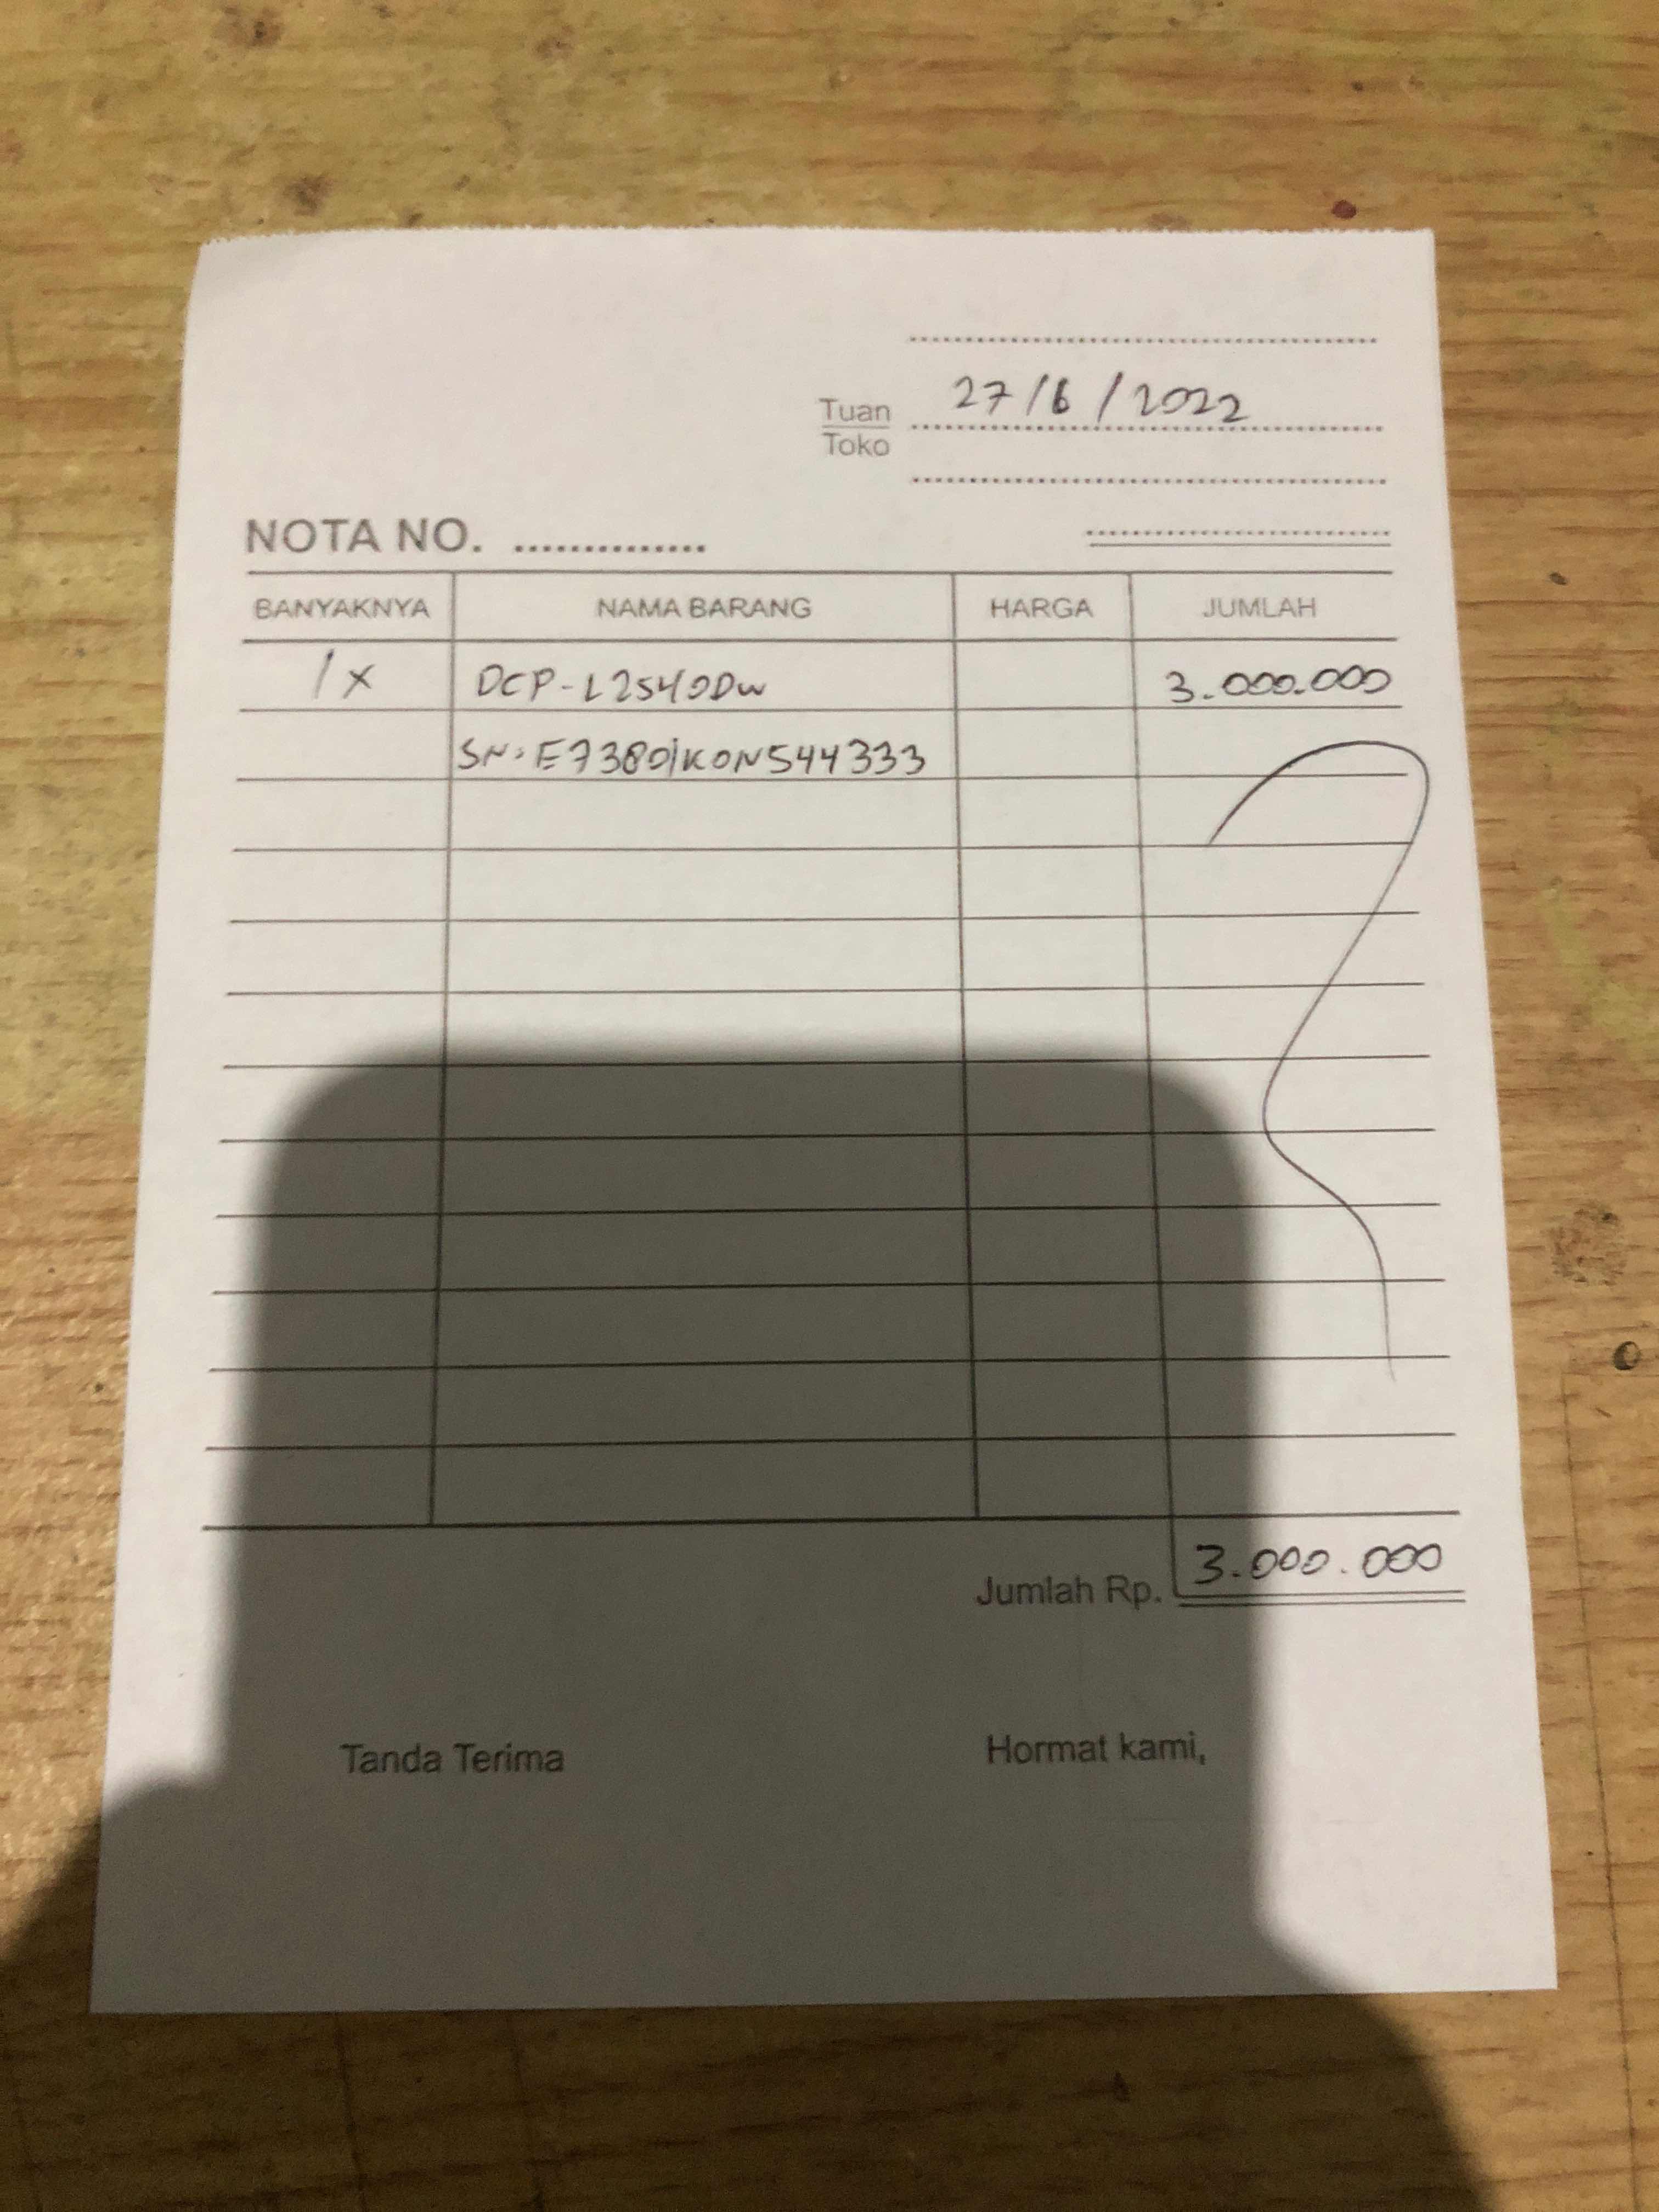 27/6/2022
Tuan
Toko
NOTA NO. ..............
BANYAKNYA NAMA BARANG HARGA JUMLAH
1x DCP-L2540DW 3.000.000
SN: E73801K0N544333
Jumlah Rp. 3.000.000
Tanda Terima Hormat kami,